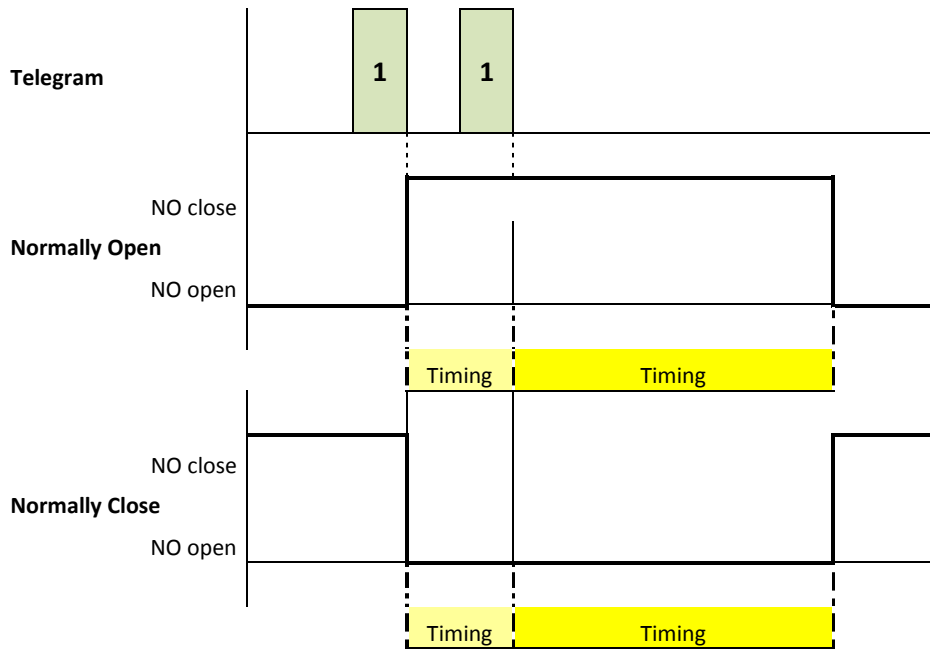 1 1
Telegram
NO close
Normally Open
NO open
Timing Timing
NO close
Normally Close
NO open
Timing Timing